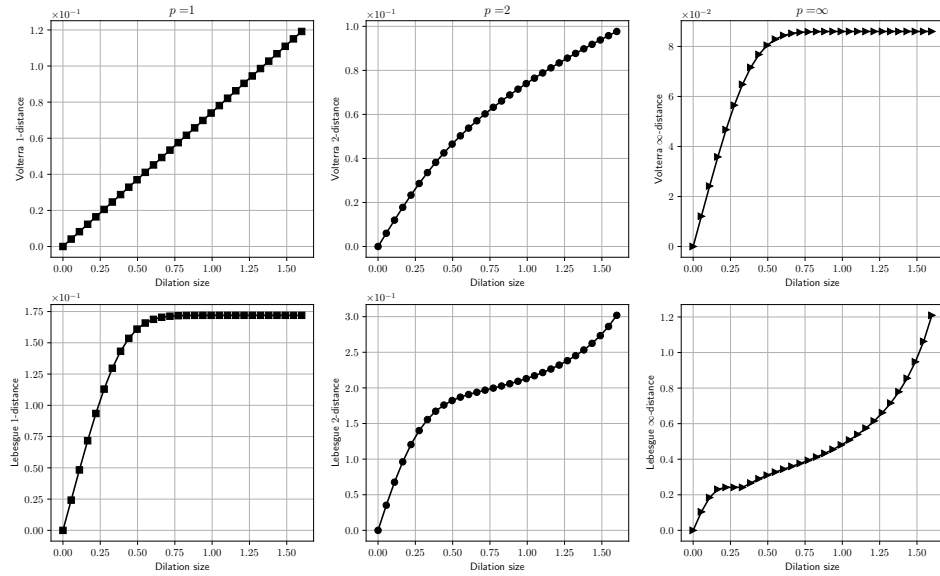 p = 1
×10⁻¹
Volterra 1-distance
1.2
1.0
0.8
0.6
0.4
0.2
0.0
0.00 0.25 0.50 0.75 1.00 1.25 1.50
Dilation size
p = 2
×10⁻¹
Volterra 2-distance
1.0
0.8
0.6
0.4
0.2
0.0
0.00 0.25 0.50 0.75 1.00 1.25 1.50
Dilation size
p = ∞
×10⁻²
Volterra ∞-distance
8
6
4
2
0
0.00 0.25 0.50 0.75 1.00 1.25 1.50
Dilation size
×10⁻¹
Lebesgue 1-distance
1.75
1.50
1.25
1.00
0.75
0.50
0.25
0.00
0.00 0.25 0.50 0.75 1.00 1.25 1.50
Dilation size
×10⁻¹
Lebesgue 2-distance
3.0
2.5
2.0
1.5
1.0
0.5
0.0
0.00 0.25 0.50 0.75 1.00 1.25 1.50
Dilation size
Lebesgue ∞-distance
1.2
1.0
0.8
0.6
0.4
0.2
0.0
0.00 0.25 0.50 0.75 1.00 1.25 1.50
Dilation size